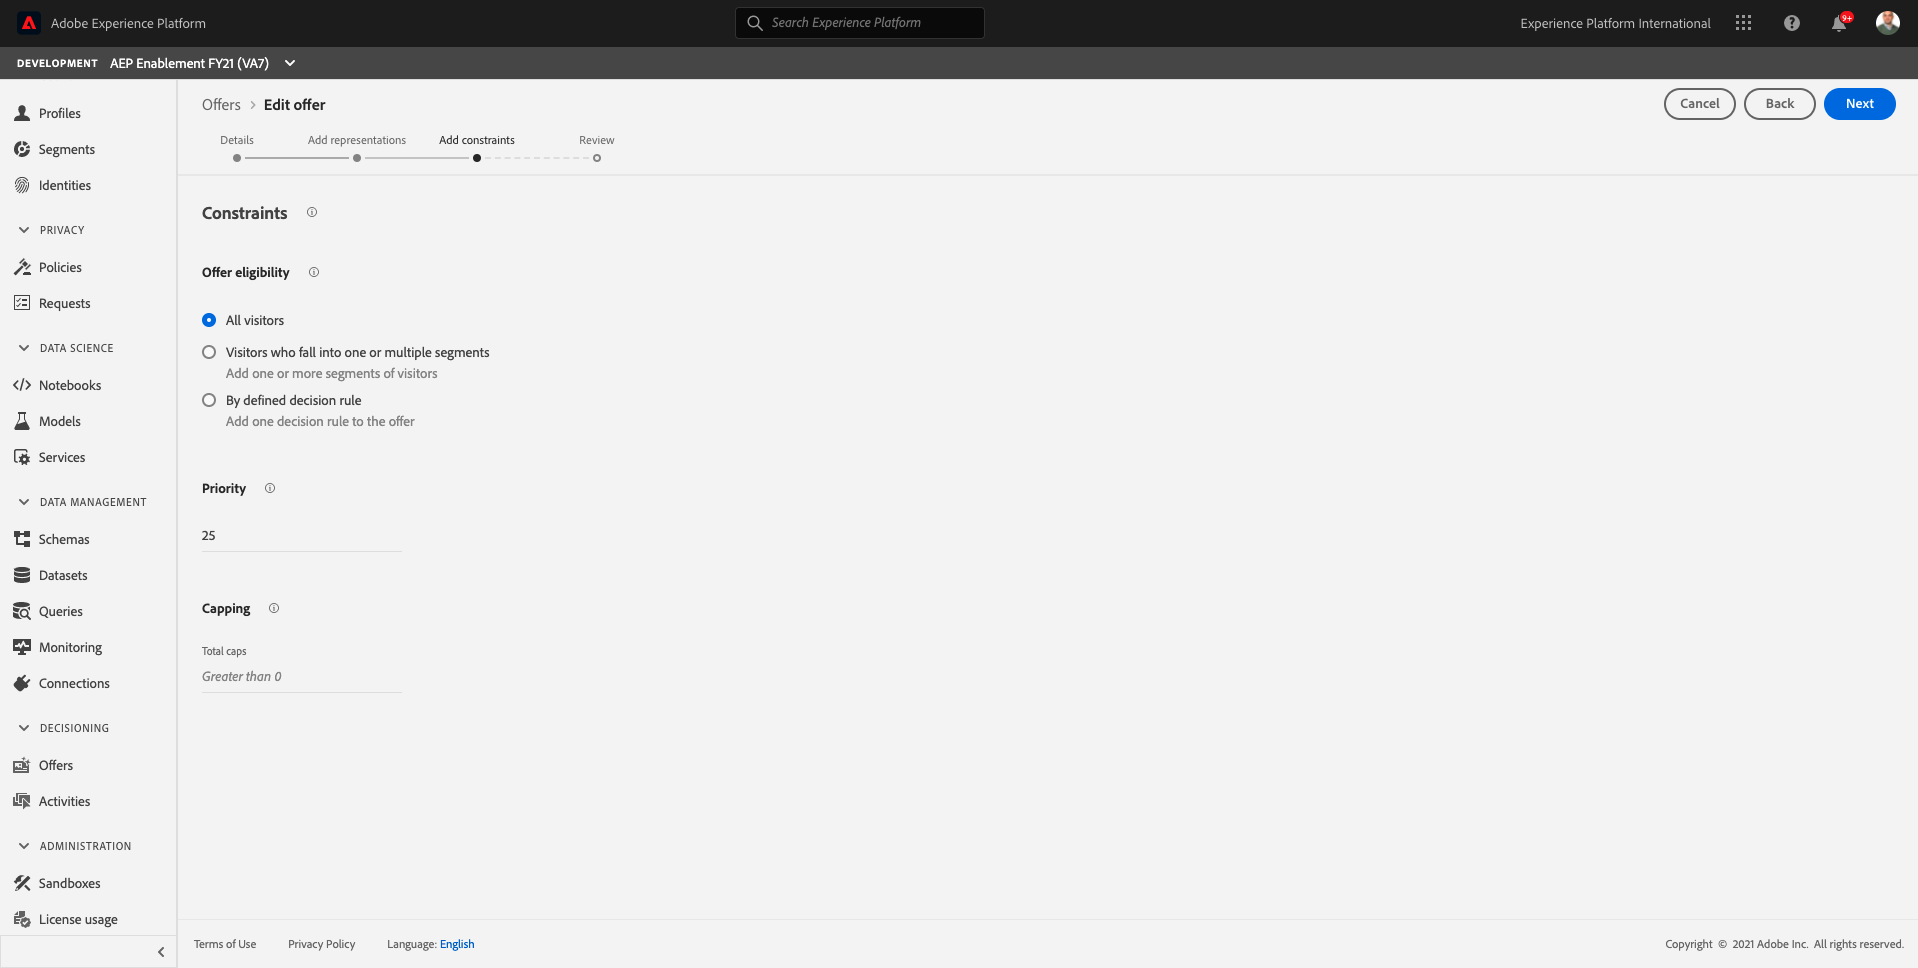 Adobe Experience Platform
Search Experience Platform
Experience Platform International
9+
DEVELOPMENT AEP Enablement FY21 (VA7)
Profiles
Segments
Identities
PRIVACY
Policies
Requests
DATA SCIENCE
Notebooks
Models
Services
DATA MANAGEMENT
Schemas
Datasets
Queries
Monitoring
Connections
DECISIONING
Offers
Activities
ADMINISTRATION
Sandboxes
License usage
Offers > Edit offer
Cancel
Back
Next
Details
Add representations
Add constraints
Review
Constraints
Offer eligibility
All visitors
Visitors who fall into one or multiple segments
Add one or more segments of visitors
By defined decision rule
Add one decision rule to the offer
Priority
25
Capping
Total caps
Greater than 0
Terms of Use
Privacy Policy
Language: English
Copyright © 2021 Adobe Inc. All rights reserved.